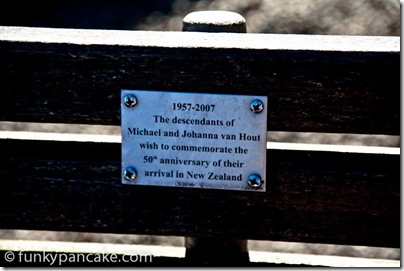 1957-2007
The descendants of
Michael and Johanna van Hout
wish to commemorate the
50th anniversary of their
arrival in New Zealand
© funkypancake.com